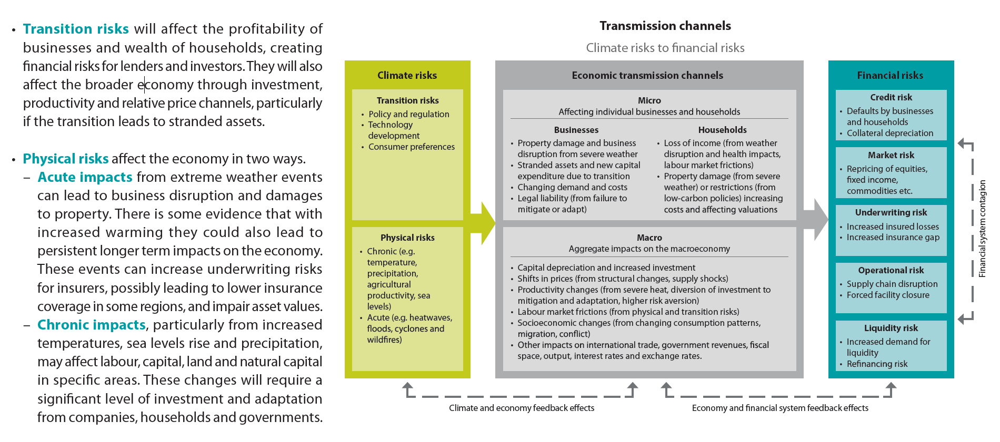 • Transition risks will affect the profitability of
businesses and wealth of households, creating
financial risks for lenders and investors. They will also
affect the broader economy through investment,
productivity and relative price channels, particularly
if the transition leads to stranded assets.
• Physical risks affect the economy in two ways.
– Acute impacts from extreme weather events
can lead to business disruption and damages
to property. There is some evidence that with
increased warming they could also lead to
persistent longer term impacts on the economy.
These events can increase underwriting risks
for insurers, possibly leading to lower insurance
coverage in some regions, and impair asset values.
– Chronic impacts, particularly from increased
temperatures, sea levels rise and precipitation,
may affect labour, capital, land and natural capital
in specific areas. These changes will require a
significant level of investment and adaptation
from companies, households and governments.
Transmission channels
Climate risks to financial risks
Climate risks
Transition risks
• Policy and regulation
• Technology
development
• Consumer preferences
Physical risks
• Chronic (e.g.
temperature,
precipitation,
agricultural
productivity, sea
levels)
• Acute (e.g. heatwaves,
floods, cyclones and
wildfires)
Economic transmission channels
Micro
Affecting individual businesses and households
Businesses
• Property damage and business
disruption from severe weather
• Stranded assets and new capital
expenditure due to transition
• Changing demand and costs
• Legal liability (from failure to
mitigate or adapt)
Households
• Loss of income (from weather
disruption and health impacts,
labour market frictions)
• Property damage (from severe
weather) or restrictions (from
low-carbon policies) increasing
costs and affecting valuations
Macro
Aggregate impacts on the macroeconomy
• Capital depreciation and increased investment
• Shifts in prices (from structural changes, supply shocks)
• Productivity changes (from severe heat, diversion of investment to
mitigation and adaptation, higher risk aversion)
• Labour market frictions (from physical and transition risks)
• Socioeconomic changes (from changing consumption patterns,
migration, conflict)
• Other impacts on international trade, government revenues, fiscal
space, output, interest rates and exchange rates.
Financial risks
Credit risk
• Defaults by businesses
and households
• Collateral depreciation
Market risk
• Repricing of equities,
fixed income,
commodities etc.
Underwriting risk
• Increased insured losses
• Increased insurance gap
Operational risk
• Supply chain disruption
• Forced facility closure
Liquidity risk
• Increased demand for
liquidity
• Refinancing risk
Financial system contagion
Climate and economy feedback effects
Economy and financial system feedback effects